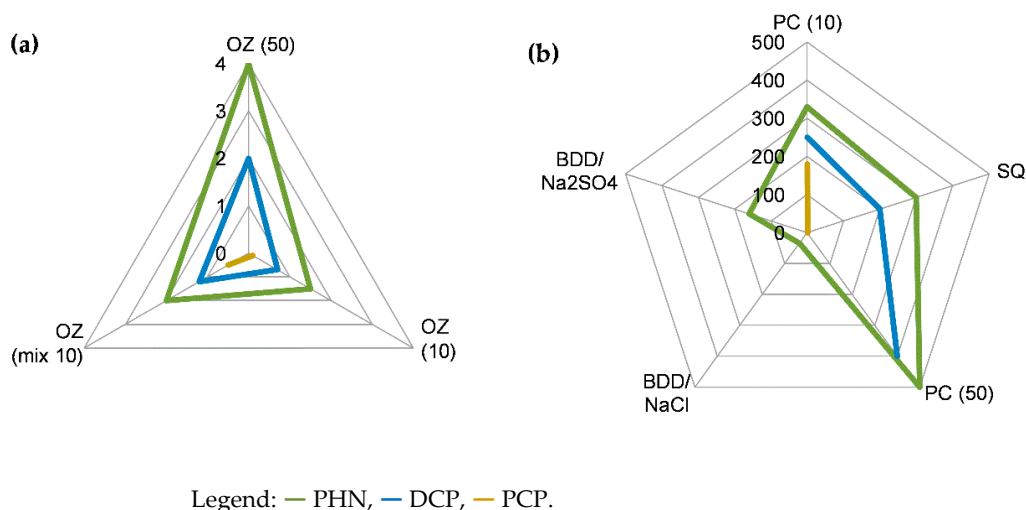 (a)
OZ (50)
4
3
2
1
0
OZ
(mix 10)
OZ
(10)
(b)
PC (10)
500
400
300
200
100
0
BDD/
Na2SO4
SQ
BDD/
NaCl
PC (50)
Legend: PHN, DCP, PCP.